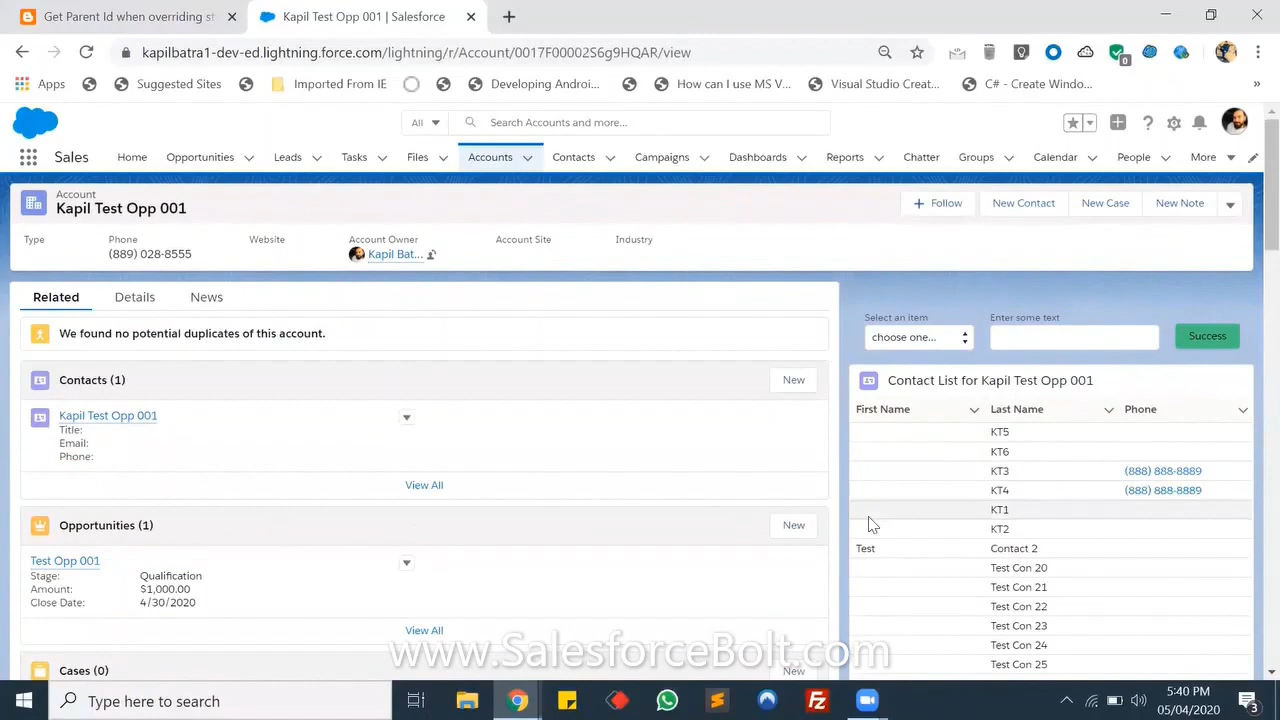 Get Parent Id when overriding st
Kapil Test Opp 001 | Salesforce
kapilbatra1-dev-ed.lightning.force.com/lightning/r/Account/0017F00002S6g9HQAR/view
0
Apps
Suggested Sites
Imported From IE
Developing Androi...
How can I use MS V...
Visual Studio Creat...
C# - Create Windo...
»
All
Search Accounts and more...
Sales
Home
Opportunities
Leads
Tasks
Files
Accounts
Contacts
Campaigns
Dashboards
Reports
Chatter
Groups
Calendar
People
More
Account
Kapil Test Opp 001
+ Follow
New Contact
New Case
New Note
Type
Phone
Website
Account Owner
Account Site
Industry
(889) 028-8555
Kapil Bat...
Related
Details
News
We found no potential duplicates of this account.
Contacts (1)
New
Kapil Test Opp 001
Title:
Email:
Phone:
View All
Opportunities (1)
New
Test Opp 001
Stage:
Qualification
Amount:
$1,000.00
Close Date:
4/30/2020
View All
Cases (0)
New
Select an item
Enter some text
choose one...
Success
Contact List for Kapil Test Opp 001
First Name
Last Name
Phone
KT5
KT6
KT3
(888) 888-8889
KT4
(888) 888-8889
KT1
KT2
Test
Contact 2
Test Con 20
Test Con 21
Test Con 22
Test Con 23
Test Con 24
Test Con 25
www.SalesforceBolt.com
Type here to search
5:40 PM
05/04/2020
3